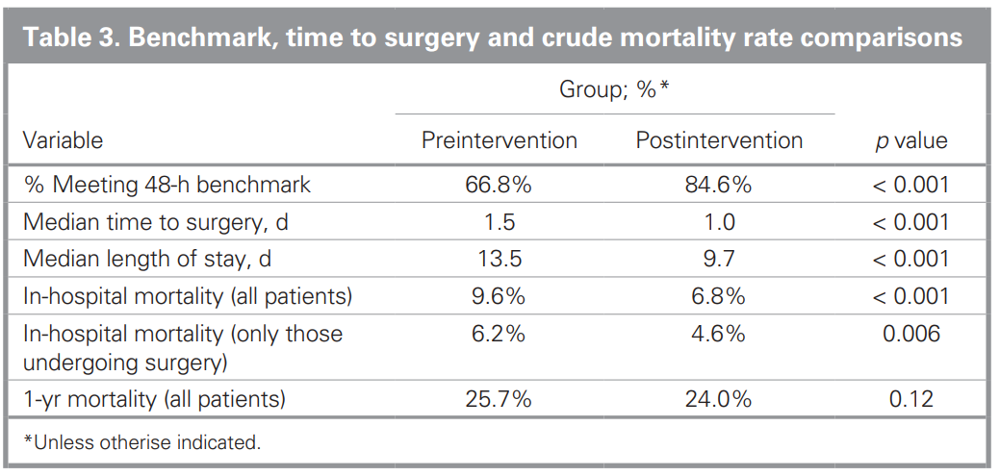 Table 3. Benchmark, time to surgery and crude mortality rate comparisons
Group; %*
Variable Preintervention Postintervention p value
% Meeting 48-h benchmark 66.8% 84.6% < 0.001
Median time to surgery, d 1.5 1.0 < 0.001
Median length of stay, d 13.5 9.7 < 0.001
In-hospital mortality (all patients) 9.6% 6.8% < 0.001
In-hospital mortality (only those 6.2% 4.6% 0.006
undergoing surgery)
1-yr mortality (all patients) 25.7% 24.0% 0.12
*Unless otherise indicated.